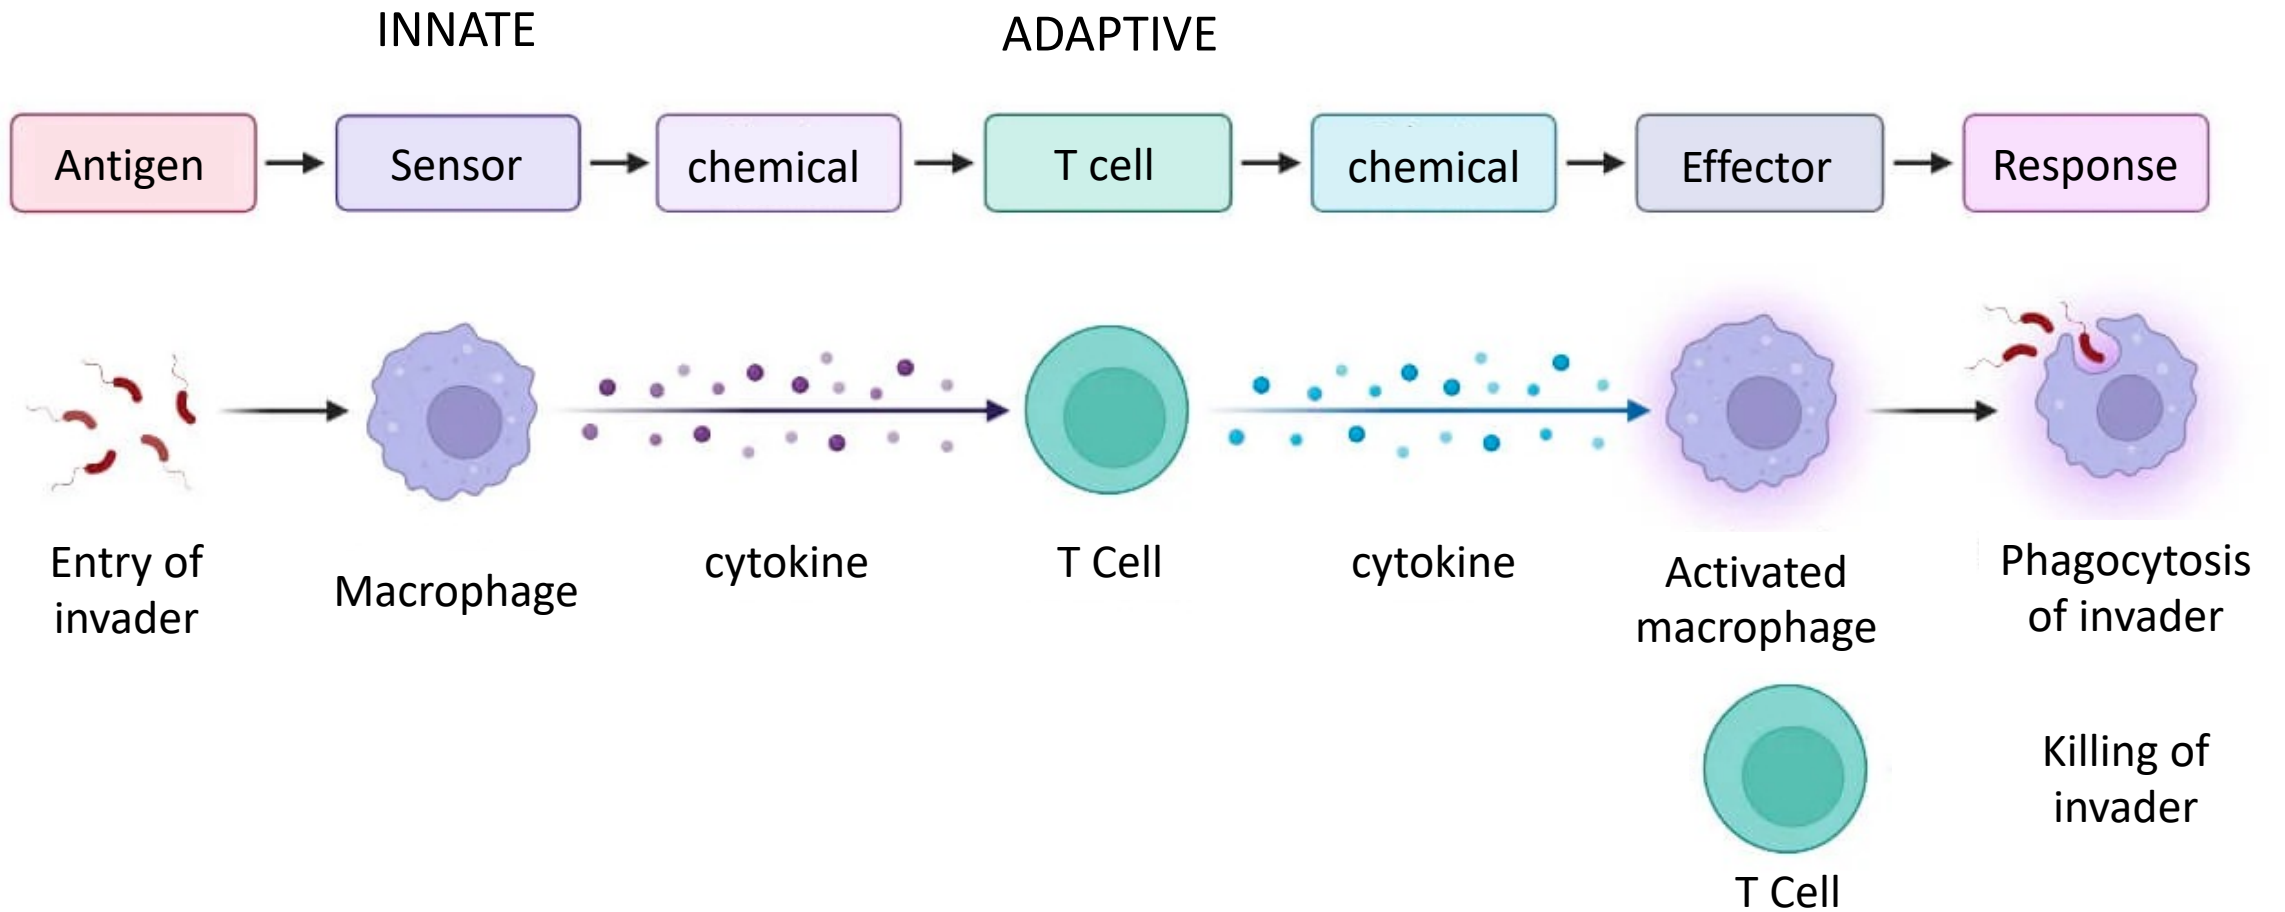 INNATE
ADAPTIVE
Antigen
Sensor
chemical
T cell
chemical
Effector
Response
Entry of
invader
Macrophage
cytokine
T Cell
cytokine
Activated
macrophage
Phagocytosis
of invader
T Cell
Killing of
invader